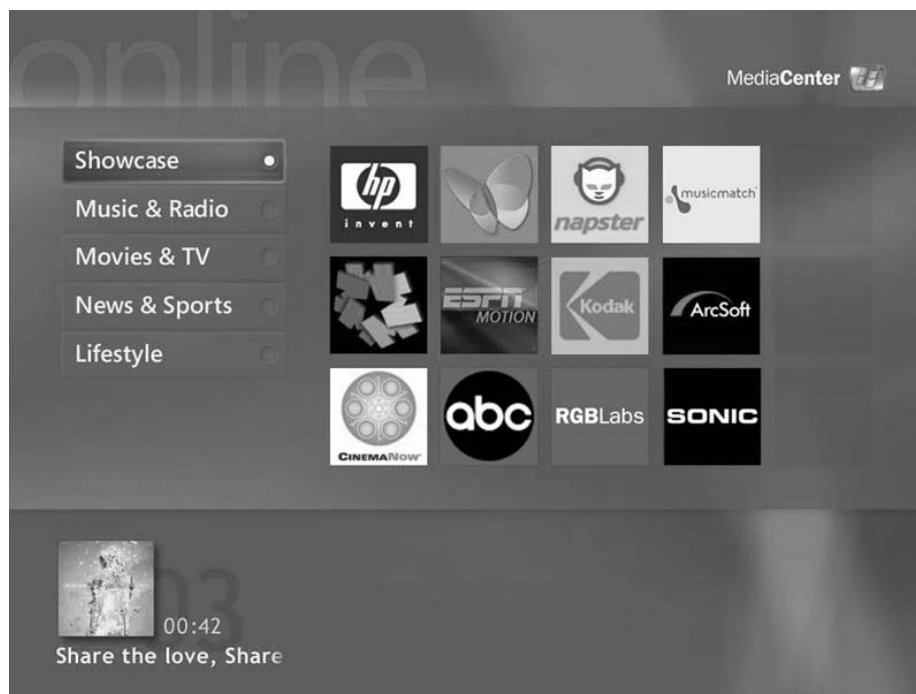 online
MediaCenter
Showcase
Music & Radio
Movies & TV
News & Sports
Lifestyle
hp
invent
napster
musicmatch
ESPN
MOTION
Kodak
ArcSoft
CINEMANOW
abc
RGBLabs
SONIC
03
00:42
Share the love, Share